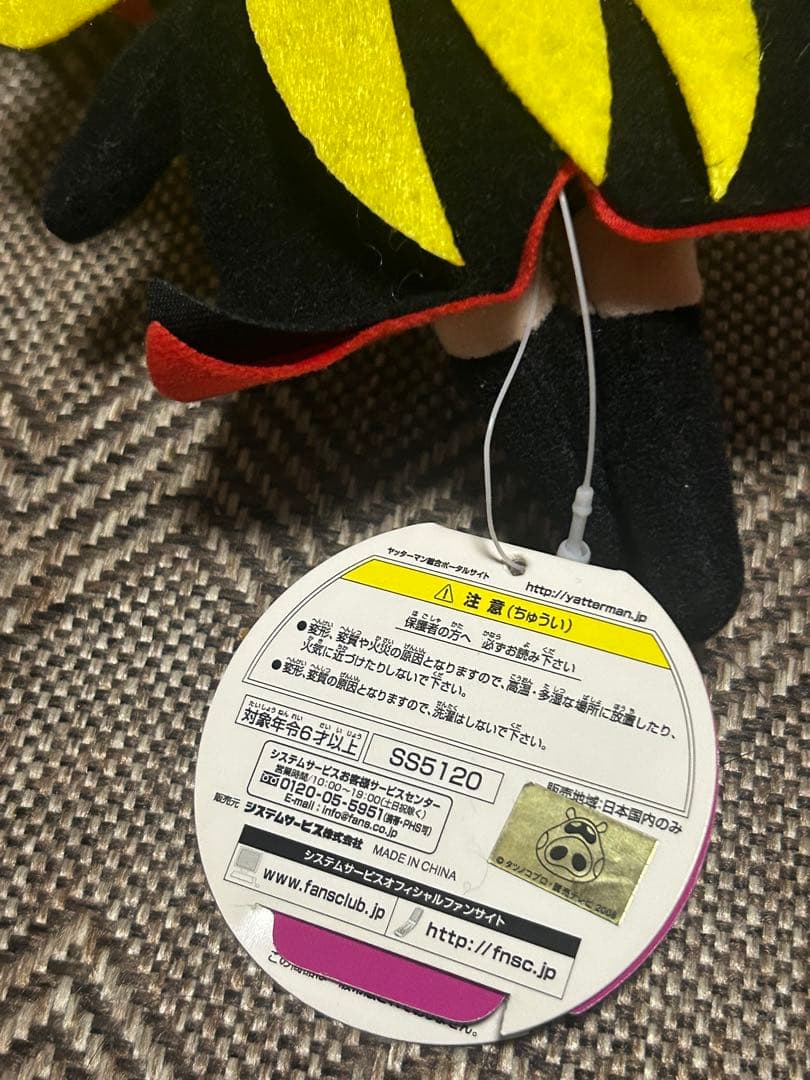 ヤッターマン総合ポータルサイト
http://yatterman.jp
注意(ちゅうい)
保護者の方へ 必ずお読み下さい
●変形、変質や火災の原因となりますので、高温・多湿な場所に放置したり、
火気に近づけたりしないで下さい。
●変形、変質の原因となりますので、洗濯はしないで下さい。
対象年令6才以上
SS5120
システムサービスお客様サービスセンター
営業時間/10:00~19:00(土日祝除く)
0120-05-5951(携帯・PHS可)
E-mail:info@fans.co.jp
販売元 システムサービス株式会社
MADE IN CHINA
販売地域:日本国内のみ
©タツノコプロ/読売テレビ 2008
システムサービスオフィシャルファンサイト
www.fansclub.jp
http://fnsc.jp
この商品は